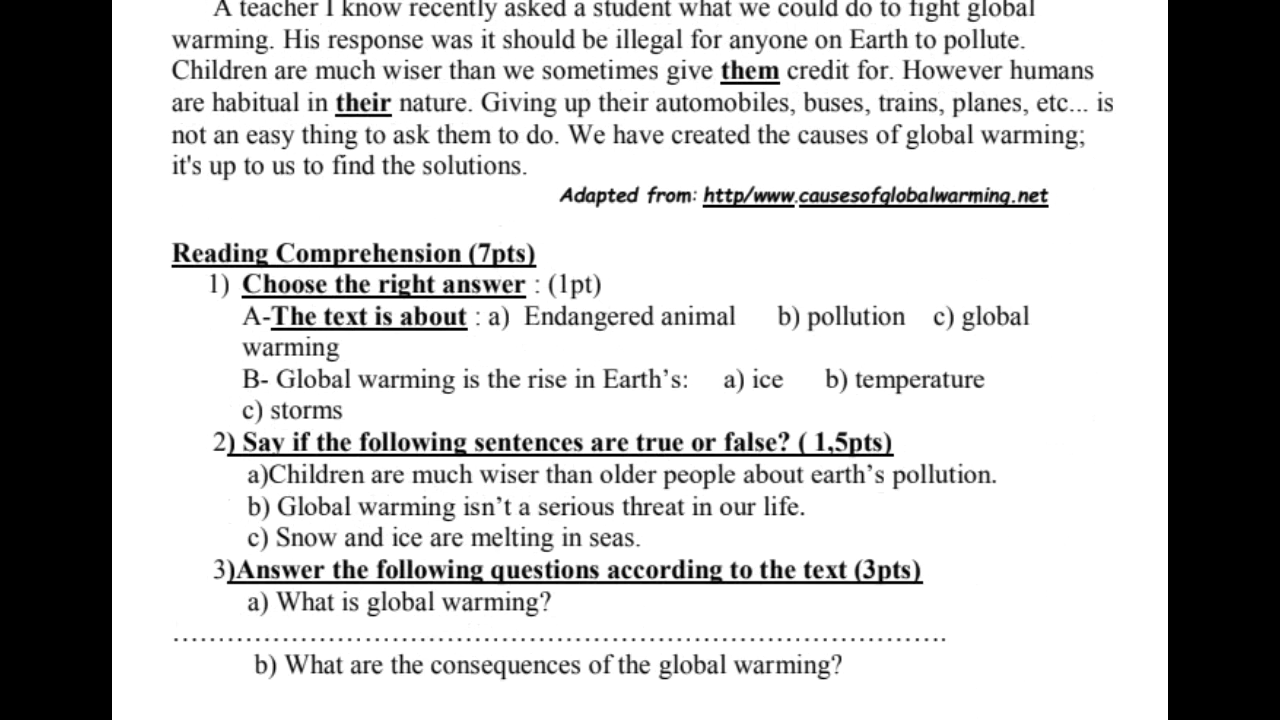 A teacher I know recently asked a student what we could do to fight global
warming. His response was it should be illegal for anyone on Earth to pollute.
Children are much wiser than we sometimes give them credit for. However humans
are habitual in their nature. Giving up their automobiles, buses, trains, planes, etc... is
not an easy thing to ask them to do. We have created the causes of global warming;
it's up to us to find the solutions.
Adapted from: http/www.causesofglobalwarming.net
Reading Comprehension (7pts)
1) Choose the right answer : (1pt)
A-The text is about : a) Endangered animal b) pollution c) global
warming
B- Global warming is the rise in Earth’s: a) ice b) temperature
c) storms
2) Say if the following sentences are true or false? ( 1,5pts)
a)Children are much wiser than older people about earth’s pollution.
b) Global warming isn’t a serious threat in our life.
c) Snow and ice are melting in seas.
3)Answer the following questions according to the text (3pts)
a) What is global warming?
………………………………………………………………………….
b) What are the consequences of the global warming?